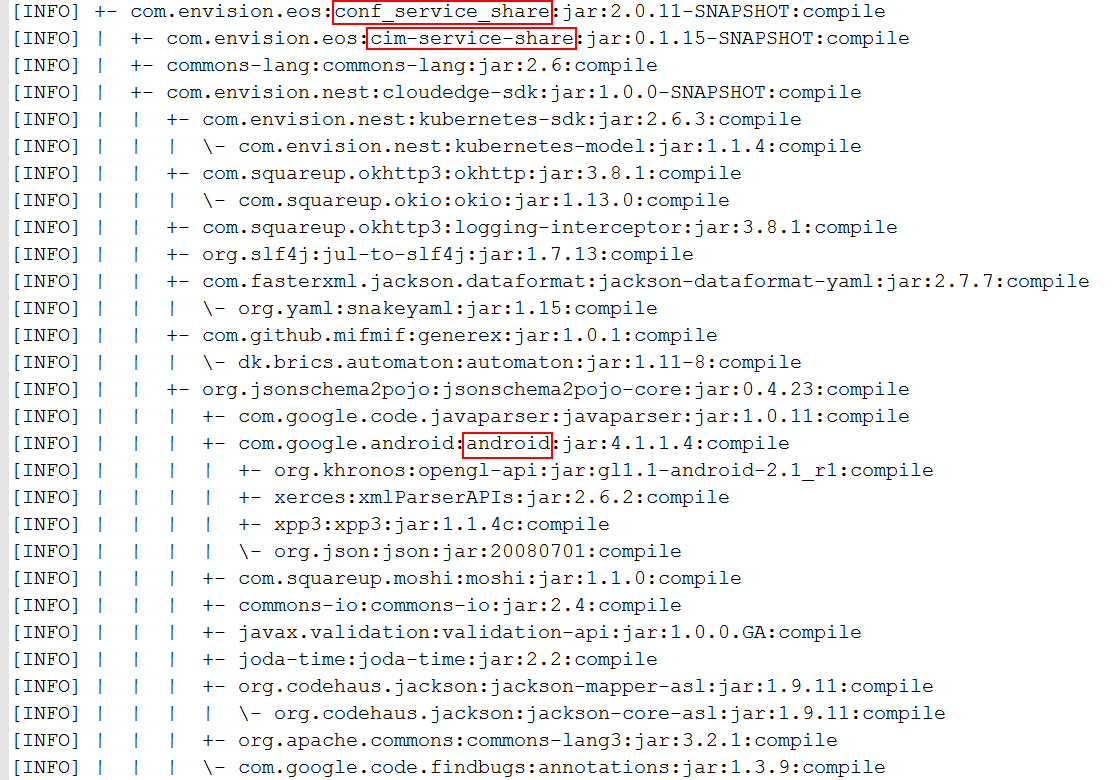 [INFO] +- com.envision.eos:conf_service_share:jar:2.0.11-SNAPSHOT:compile
[INFO] |  +- com.envision.eos:cim-service-share:jar:0.1.15-SNAPSHOT:compile
[INFO] |  +- commons-lang:commons-lang:jar:2.6:compile
[INFO] |  +- com.envision.nest:cloudedge-sdk:jar:1.0.0-SNAPSHOT:compile
[INFO] |  |  +- com.envision.nest:kubernetes-sdk:jar:2.6.3:compile
[INFO] |  |  |  \- com.envision.nest:kubernetes-model:jar:1.1.4:compile
[INFO] |  |  +- com.squareup.okhttp3:okhttp:jar:3.8.1:compile
[INFO] |  |  |  \- com.squareup.okio:okio:jar:1.13.0:compile
[INFO] |  |  +- com.squareup.okhttp3:logging-interceptor:jar:3.8.1:compile
[INFO] |  |  +- org.slf4j:jul-to-slf4j:jar:1.7.13:compile
[INFO] |  |  +- com.fasterxml.jackson.dataformat:jackson-dataformat-yaml:jar:2.7.7:compile
[INFO] |  |  |  \- org.yaml:snakeyaml:jar:1.15:compile
[INFO] |  |  +- com.github.mifmif:generex:jar:1.0.1:compile
[INFO] |  |  |  \- dk.brics.automaton:automaton:jar:1.11-8:compile
[INFO] |  |  +- org.jsonschema2pojo:jsonschema2pojo-core:jar:0.4.23:compile
[INFO] |  |  |  +- com.google.code.javaparser:javaparser:jar:1.0.11:compile
[INFO] |  |  |  +- com.google.android:android:jar:4.1.1.4:compile
[INFO] |  |  |  |  +- org.khronos:opengl-api:jar:gl1.1-android-2.1_r1:compile
[INFO] |  |  |  |  +- xerces:xmlParserAPIs:jar:2.6.2:compile
[INFO] |  |  |  |  +- xpp3:xpp3:jar:1.1.4c:compile
[INFO] |  |  |  |  \- org.json:json:jar:20080701:compile
[INFO] |  |  |  +- com.squareup.moshi:moshi:jar:1.1.0:compile
[INFO] |  |  |  +- commons-io:commons-io:jar:2.4:compile
[INFO] |  |  |  +- javax.validation:validation-api:jar:1.0.0.GA:compile
[INFO] |  |  |  +- joda-time:joda-time:jar:2.2:compile
[INFO] |  |  |  +- org.codehaus.jackson:jackson-mapper-asl:jar:1.9.11:compile
[INFO] |  |  |  |  \- org.codehaus.jackson:jackson-core-asl:jar:1.9.11:compile
[INFO] |  |  |  +- org.apache.commons:commons-lang3:jar:3.2.1:compile
[INFO] |  |  |  \- com.google.code.findbugs:annotations:jar:1.3.9:compile